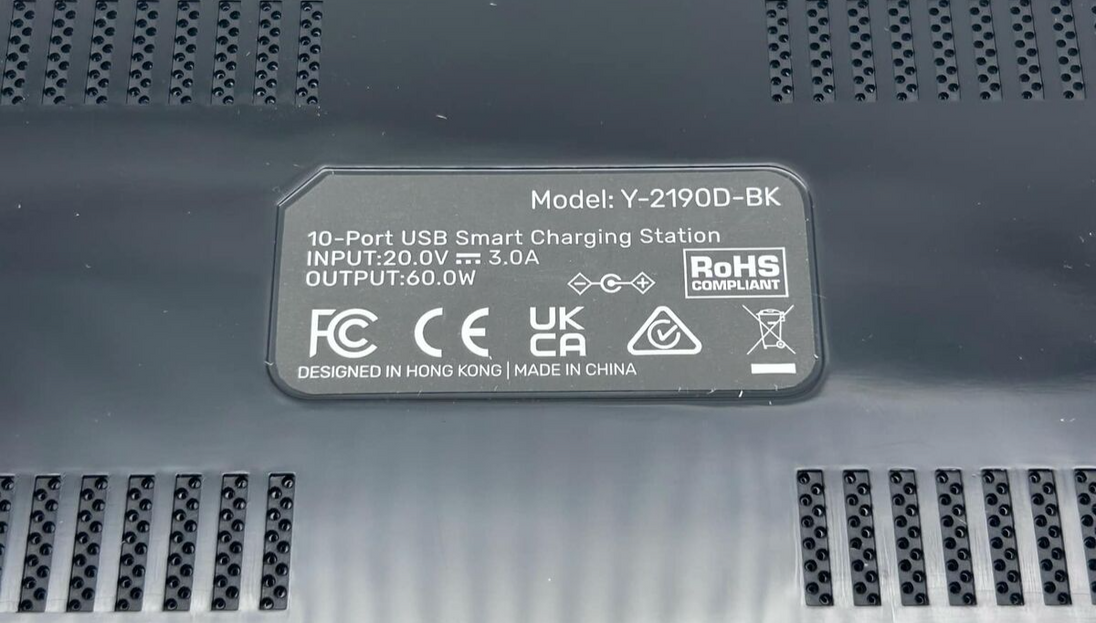 Model: Y-2190D-BK
10-Port USB Smart Charging Station
INPUT:20.0V ⎓ 3.0A
OUTPUT:60.0W
RoHS
COMPLIANT
FC CE UK
CA
DESIGNED IN HONG KONG | MADE IN CHINA